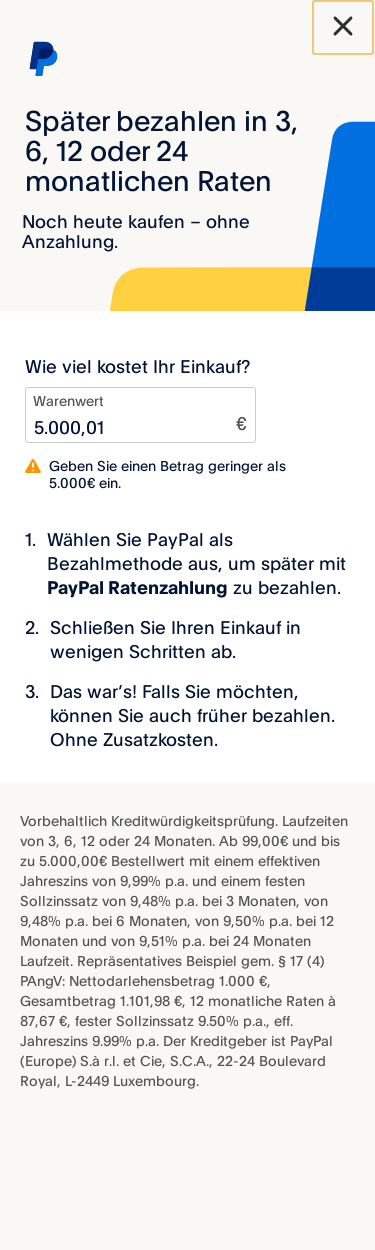 Später bezahlen in 3,
6, 12 oder 24
monatlichen Raten
Noch heute kaufen – ohne
Anzahlung.
Wie viel kostet Ihr Einkauf?
Warenwert
5.000,01 €
Geben Sie einen Betrag geringer als
5.000€ ein.
1. Wählen Sie PayPal als
Bezahlmethode aus, um später mit
PayPal Ratenzahlung zu bezahlen.
2. Schließen Sie Ihren Einkauf in
wenigen Schritten ab.
3. Das war’s! Falls Sie möchten,
können Sie auch früher bezahlen.
Ohne Zusatzkosten.
Vorbehaltlich Kreditwürdigkeitsprüfung. Laufzeiten
von 3, 6, 12 oder 24 Monaten. Ab 99,00€ und bis
zu 5.000,00€ Bestellwert mit einem effektiven
Jahreszins von 9,99% p.a. und einem festen
Sollzinssatz von 9,48% p.a. bei 3 Monaten, von
9,48% p.a. bei 6 Monaten, von 9,50% p.a. bei 12
Monaten und von 9,51% p.a. bei 24 Monaten
Laufzeit. Repräsentatives Beispiel gem. § 17 (4)
PAngV: Nettodarlehensbetrag 1.000 €,
Gesamtbetrag 1.101,98 €, 12 monatliche Raten à
87,67 €, fester Sollzinssatz 9.50% p.a., eff.
Jahreszins 9.99% p.a. Der Kreditgeber ist PayPal
(Europe) S.à r.l. et Cie, S.C.A., 22-24 Boulevard
Royal, L-2449 Luxembourg.